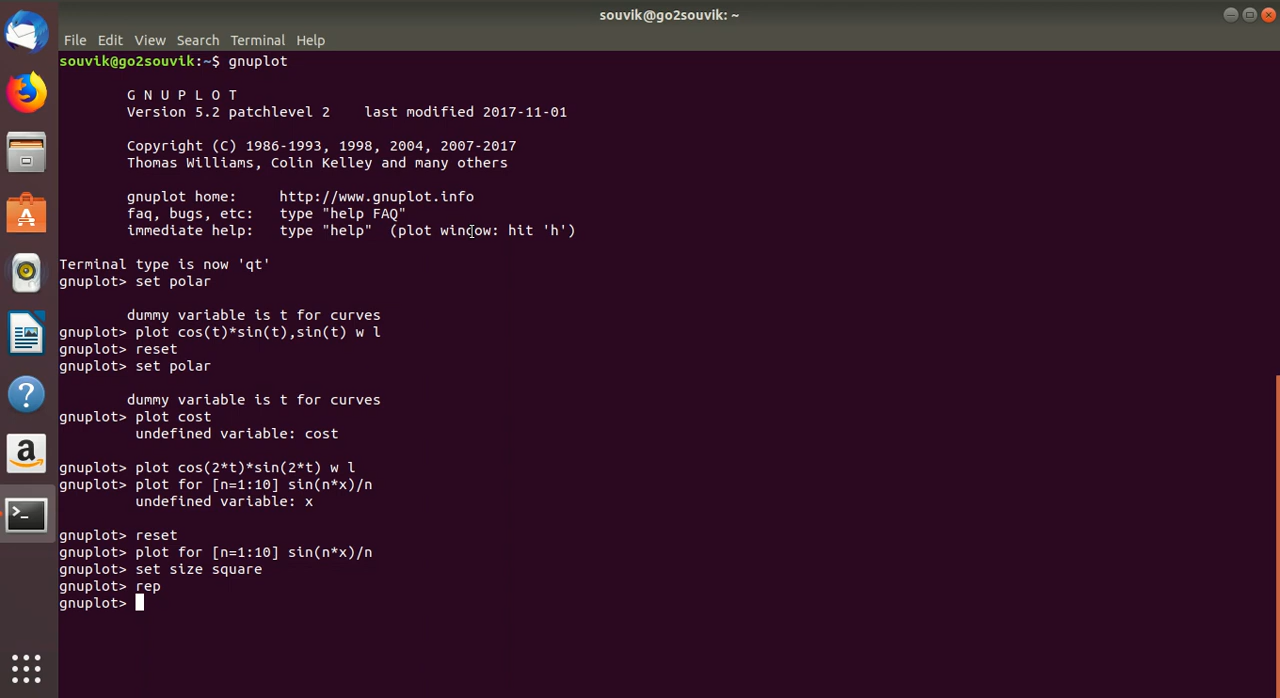 souvik@go2souvik: ~
File Edit View Search Terminal Help
souvik@go2souvik:~$ gnuplot
G N U P L O T
Version 5.2 patchlevel 2    last modified 2017-11-01
Copyright (C) 1986-1993, 1998, 2004, 2007-2017
Thomas Williams, Colin Kelley and many others
gnuplot home:     http://www.gnuplot.info
faq, bugs, etc:   type "help FAQ"
immediate help:   type "help"  (plot window: hit 'h')
Terminal type is now 'qt'
gnuplot> set polar
dummy variable is t for curves
gnuplot> plot cos(t)*sin(t),sin(t) w l
gnuplot> reset
gnuplot> set polar
dummy variable is t for curves
gnuplot> plot cost
undefined variable: cost
gnuplot> plot cos(2*t)*sin(2*t) w l
gnuplot> plot for [n=1:10] sin(n*x)/n
undefined variable: x
gnuplot> reset
gnuplot> plot for [n=1:10] sin(n*x)/n
gnuplot> set size square
gnuplot> rep
gnuplot>